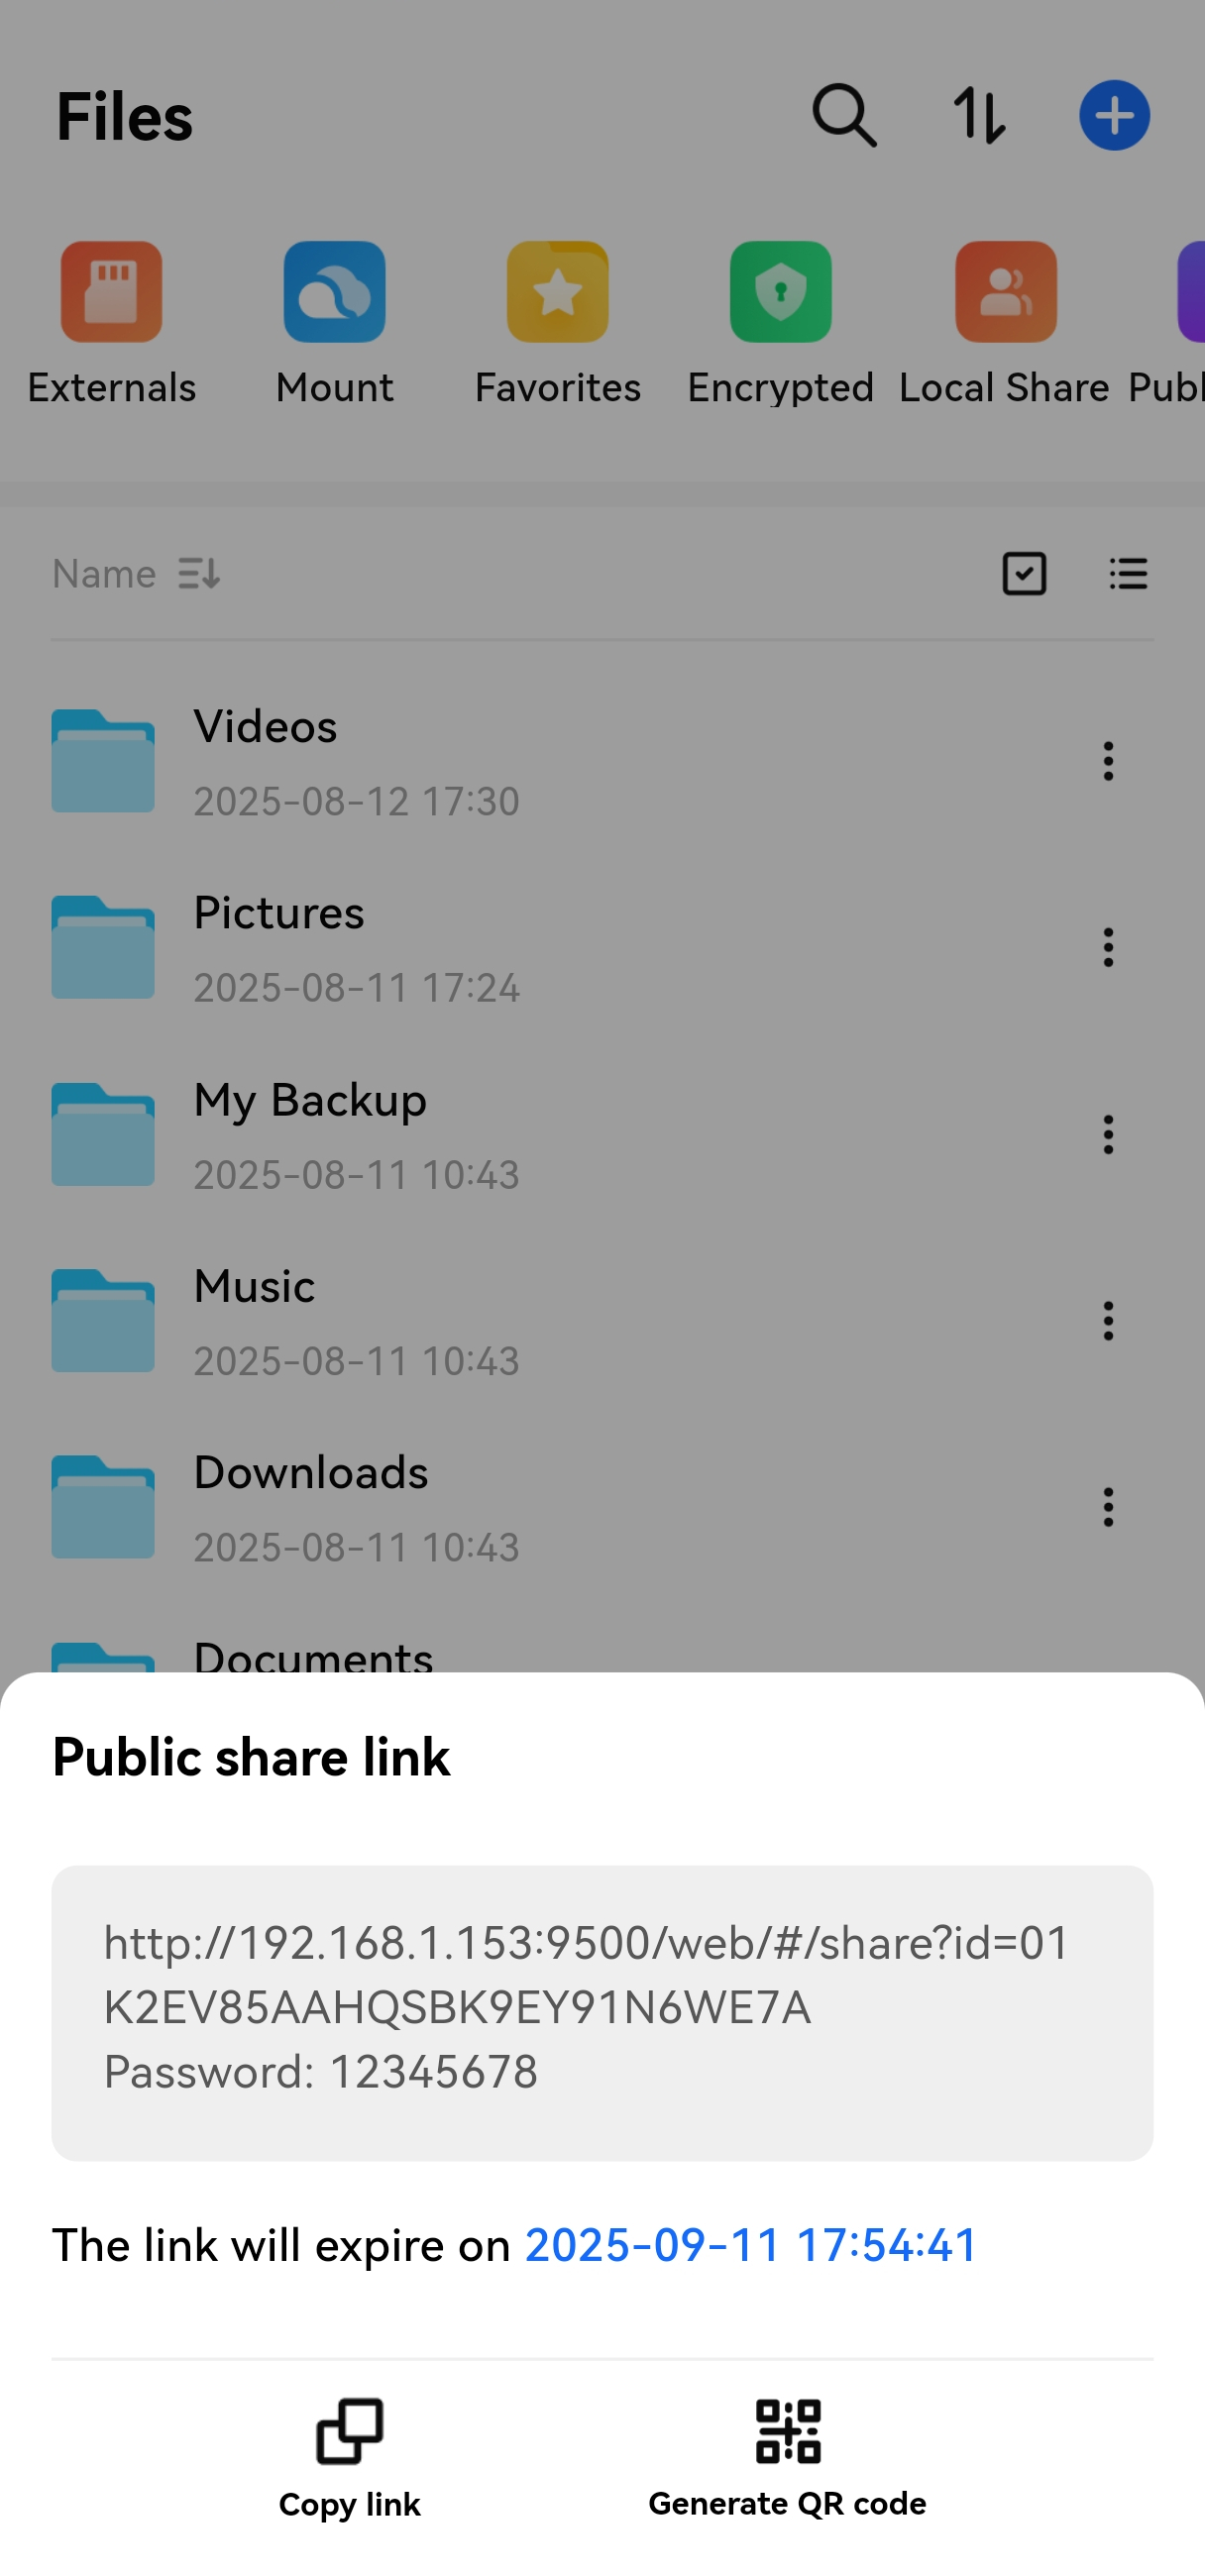 Files
Externals Mount Favorites Encrypted Local Share
Name
Videos
2025-08-12 17:30
Pictures
2025-08-11 17:24
My Backup
2025-08-11 10:43
Music
2025-08-11 10:43
Downloads
2025-08-11 10:43
Documents
Public share link
http://192.168.1.153:9500/web/#/share?id=01
K2EV85AAHQSBK9EY91N6WE7A
Password: 12345678
The link will expire on 2025-09-11 17:54:41
Copy link Generate QR code